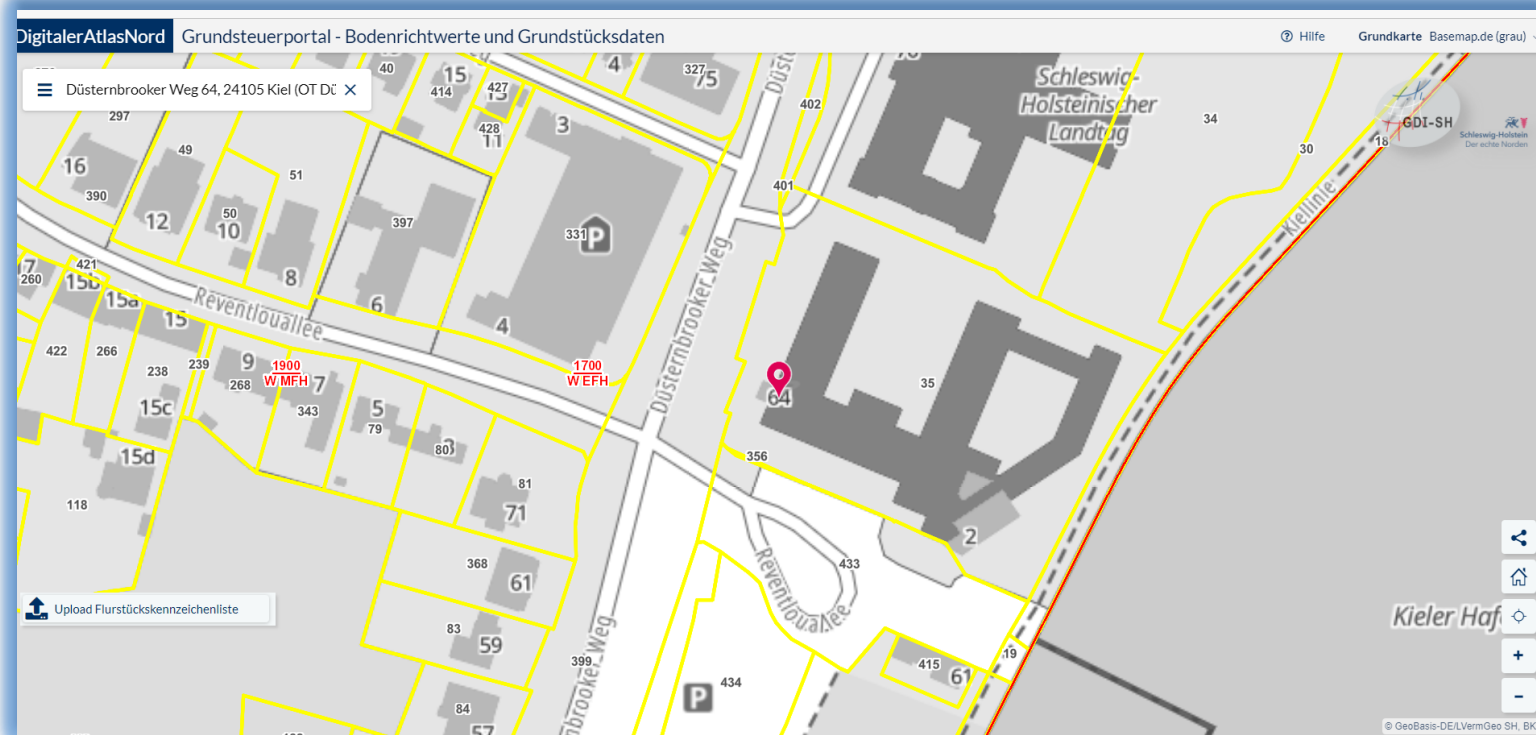 DigitalerAtlasNord
Grundsteuerportal - Bodenrichtwerte und Grundstücksdaten
Hilfe
Grundkarte Basemap.de (grau)
Düsternbrooker Weg 64, 24105 Kiel (OT Dü
40
15
414
427
428
11
4
327
75
402
Schleswig-
Holsteinischer
Landtag
34
30
18
GDI-SH
Schleswig-Holstein
Der echte Norden
297
16
390
49
12
50
10
51
8
397
6
3
331
P
4
401
Düsternbrooker Weg
Kiellinie
421
260
15b
15a
15
Reventlouallee
422
266
238
239
9
268
1900
W MFH
7
343
5
79
803
1700
W EFH
64
35
15c
15d
118
356
81
71
2
368
61
433
Reventlouallee
Upload Flurstückskennzeichenliste
83
59
399
nbrooker Weg
P
434
415
61
19
Kieler Haf
84
57
© GeoBasis-DE/LVermGeo SH, BK